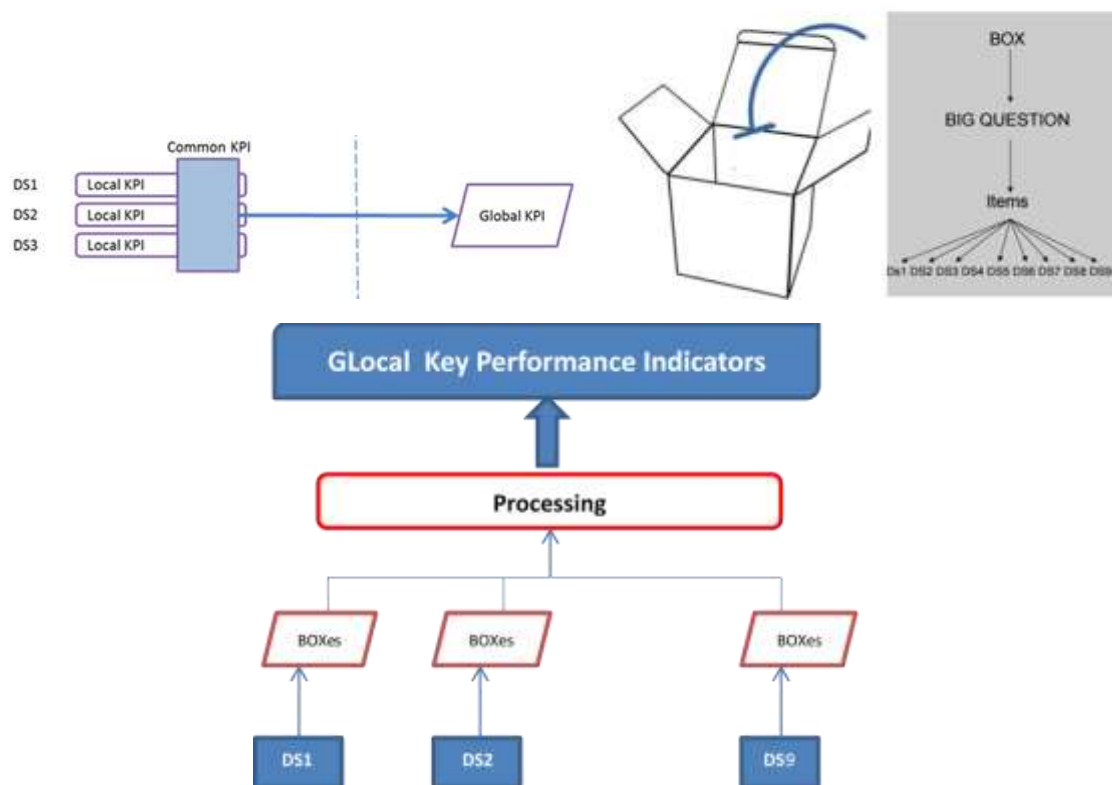 Common KPI
DS1 Local KPI
DS2 Local KPI
DS3 Local KPI
Global KPI
BOX
BIG QUESTION
Items
Ds1 DS2 DS3 DS4 DS5 DS6 DS7 DS8 DS9
GLocal Key Performance Indicators
Processing
BOXes BOXes BOXes
DS1 DS2 DS9